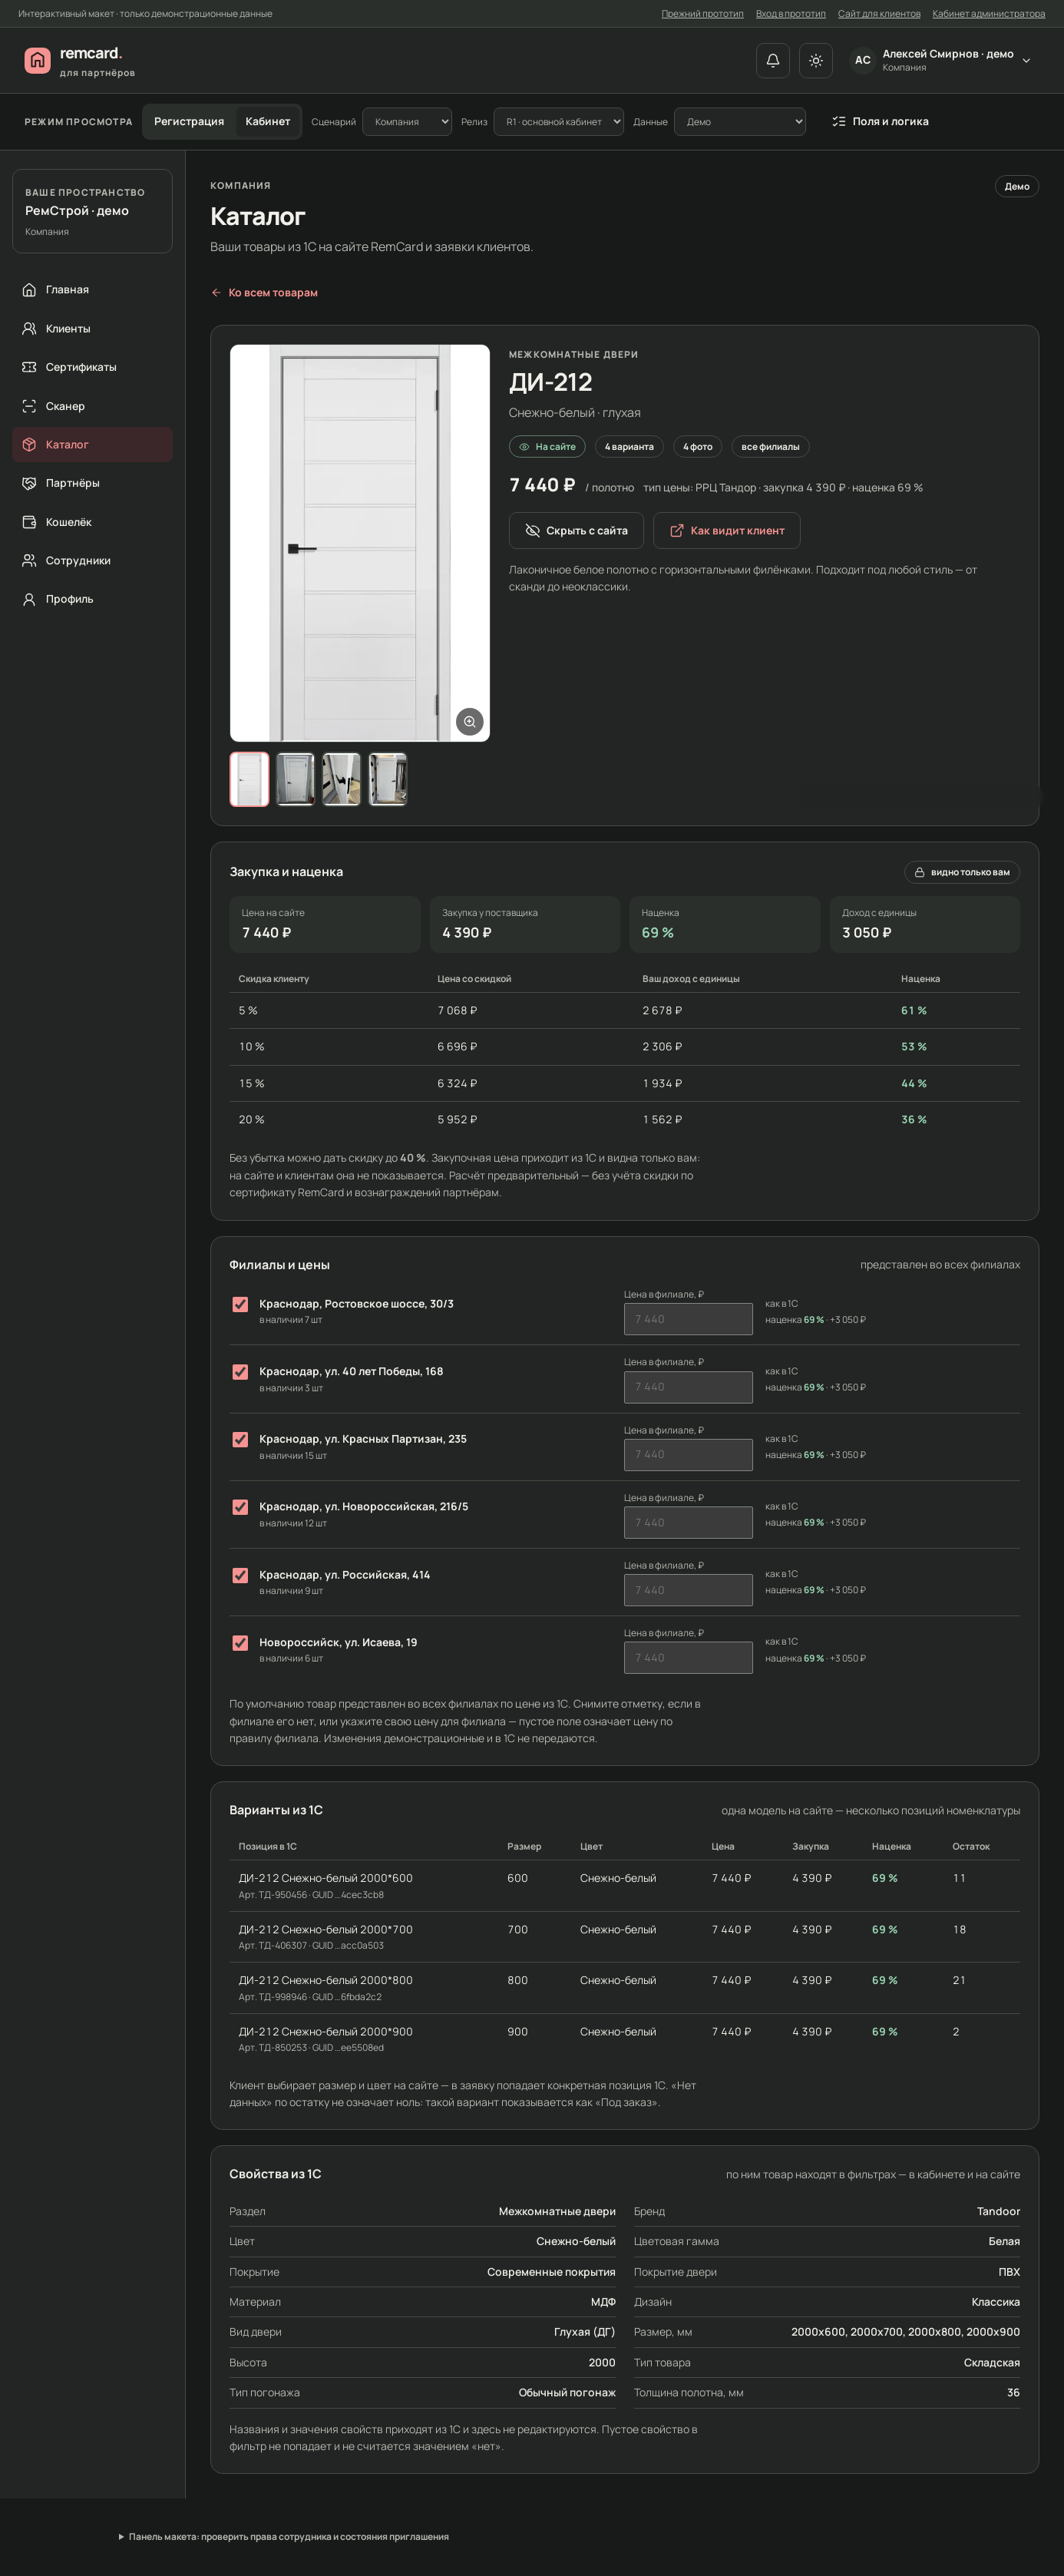 Интерактивный макет · только демонстрационные данные
Прежний прототип Вход в прототип Сайт для клиентов Кабинет администратора
remcard.
для партнёров
АС
Алексей Смирнов · демо
Компания
РЕЖИМ ПРОСМОТРА Регистрация Кабинет Сценарий Компания Релиз R1 · основной кабинет Данные Демо Поля и логика
ВАШЕ ПРОСТРАНСТВО
РемСтрой · демо
Компания
Главная
Клиенты
Сертификаты
Сканер
Каталог
Партнёры
Кошелёк
Сотрудники
Профиль
КОМПАНИЯ
Демо
Каталог
Ваши товары из 1С на сайте RemCard и заявки клиентов.
Ко всем товарам
МЕЖКОМНАТНЫЕ ДВЕРИ
ДИ-212
Снежно-белый · глухая
На сайте 4 варианта 4 фото все филиалы
7 440 ₽ / полотно тип цены: РРЦ Тандор · закупка 4 390 ₽ · наценка 69 %
Скрыть с сайта Как видит клиент
Лаконичное белое полотно с горизонтальными филёнками. Подходит под любой стиль — от
сканди до неоклассики.
Закупка и наценка
видно только вам
Цена на сайте Закупка у поставщика Наценка Доход с единицы
7 440 ₽ 4 390 ₽ 69 % 3 050 ₽
Скидка клиенту Цена со скидкой Ваш доход с единицы Наценка
5 % 7 068 ₽ 2 678 ₽ 61 %
10 % 6 696 ₽ 2 306 ₽ 53 %
15 % 6 324 ₽ 1 934 ₽ 44 %
20 % 5 952 ₽ 1 562 ₽ 36 %
Без убытка можно дать скидку до 40 %. Закупочная цена приходит из 1С и видна только вам:
на сайте и клиентам она не показывается. Расчёт предварительный — без учёта скидки по
сертификату RemCard и вознаграждений партнёрам.
Филиалы и цены
представлен во всех филиалах
Краснодар, Ростовское шоссе, 30/3
в наличии 7 шт
Цена в филиале, ₽
7 440
как в 1С
наценка 69 % · +3 050 ₽
Краснодар, ул. 40 лет Победы, 168
в наличии 3 шт
Цена в филиале, ₽
7 440
как в 1С
наценка 69 % · +3 050 ₽
Краснодар, ул. Красных Партизан, 235
в наличии 15 шт
Цена в филиале, ₽
7 440
как в 1С
наценка 69 % · +3 050 ₽
Краснодар, ул. Новороссийская, 216/5
в наличии 12 шт
Цена в филиале, ₽
7 440
как в 1С
наценка 69 % · +3 050 ₽
Краснодар, ул. Российская, 414
в наличии 9 шт
Цена в филиале, ₽
7 440
как в 1С
наценка 69 % · +3 050 ₽
Новороссийск, ул. Исаева, 19
в наличии 6 шт
Цена в филиале, ₽
7 440
как в 1С
наценка 69 % · +3 050 ₽
По умолчанию товар представлен во всех филиалах по цене из 1С. Снимите отметку, если в
филиале его нет, или укажите свою цену для филиала — пустое поле означает цену по
правилу филиала. Изменения демонстрационные и в 1С не передаются.
Варианты из 1С
одна модель на сайте — несколько позиций номенклатуры
Позиция в 1С Размер Цвет Цена Закупка Наценка Остаток
ДИ-212 Снежно-белый 2000*600 600 Снежно-белый 7 440 ₽ 4 390 ₽ 69 % 11
Арт. ТД-950456 · GUID …4cec3cb8
ДИ-212 Снежно-белый 2000*700 700 Снежно-белый 7 440 ₽ 4 390 ₽ 69 % 18
Арт. ТД-406307 · GUID …acc0a503
ДИ-212 Снежно-белый 2000*800 800 Снежно-белый 7 440 ₽ 4 390 ₽ 69 % 21
Арт. ТД-998946 · GUID …6fbda2c2
ДИ-212 Снежно-белый 2000*900 900 Снежно-белый 7 440 ₽ 4 390 ₽ 69 % 2
Арт. ТД-850253 · GUID …ee5508ed
Клиент выбирает размер и цвет на сайте — в заявку попадает конкретная позиция 1С. «Нет
данных» по остатку не означает ноль: такой вариант показывается как «Под заказ».
Свойства из 1С
по ним товар находят в фильтрах — в кабинете и на сайте
Раздел Межкомнатные двери Бренд Tandoor
Цвет Снежно-белый Цветовая гамма Белая
Покрытие Современные покрытия Покрытие двери ПВХ
Материал МДФ Дизайн Классика
Вид двери Глухая (ДГ) Размер, мм 2000х600, 2000х700, 2000х800, 2000х900
Высота 2000 Тип товара Складская
Тип погонажа Обычный погонаж Толщина полотна, мм 36
Названия и значения свойств приходят из 1С и здесь не редактируются. Пустое свойство в
фильтр не попадает и не считается значением «нет».
Панель макета: проверить права сотрудника и состояния приглашения